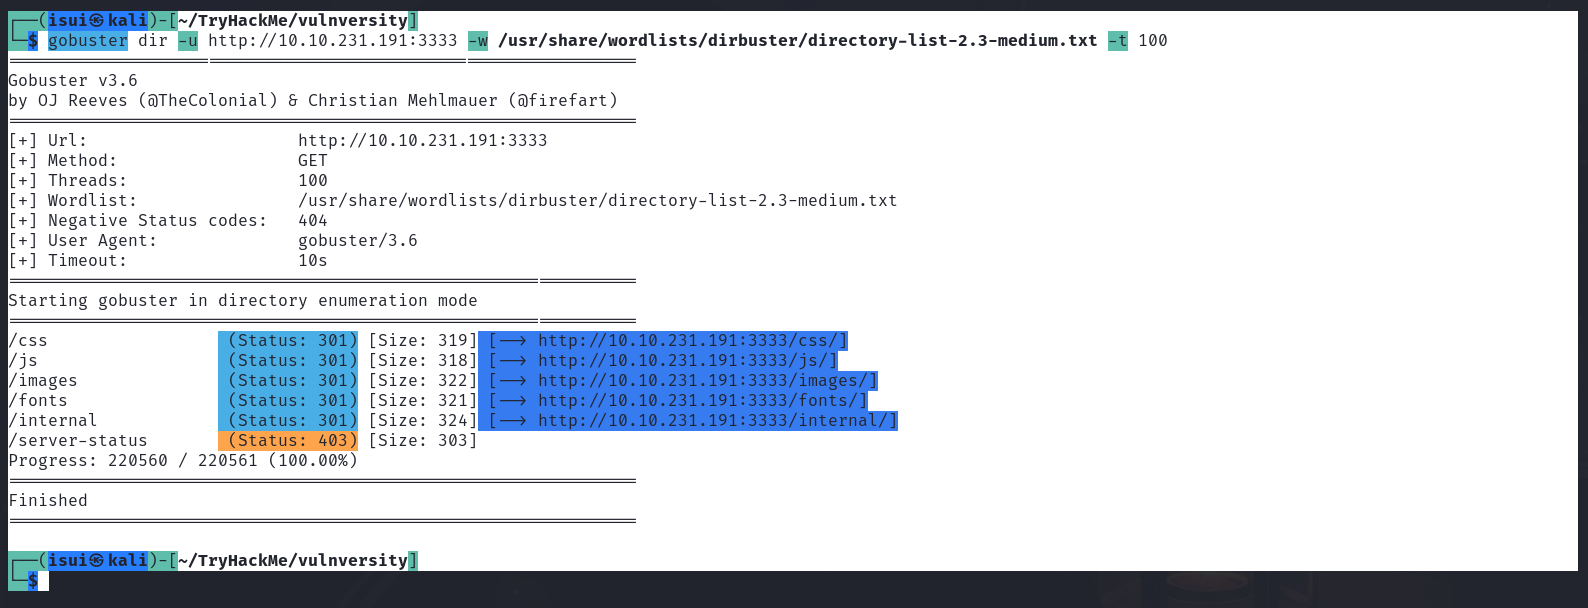 ┌──(isui㉿kali)-[~/TryHackMe/vulnversity]
└─$ gobuster dir -u http://10.10.231.191:3333 -w /usr/share/wordlists/dirbuster/directory-list-2.3-medium.txt -t 100
===============================================================
Gobuster v3.6
by OJ Reeves (@TheColonial) & Christian Mehlmauer (@firefart)
===============================================================
[+] Url:                     http://10.10.231.191:3333
[+] Method:                  GET
[+] Threads:                 100
[+] Wordlist:                /usr/share/wordlists/dirbuster/directory-list-2.3-medium.txt
[+] Negative Status codes:   404
[+] User Agent:              gobuster/3.6
[+] Timeout:                 10s
===============================================================
Starting gobuster in directory enumeration mode
===============================================================
/css                  (Status: 301) [Size: 319] [--> http://10.10.231.191:3333/css/]
/js                   (Status: 301) [Size: 318] [--> http://10.10.231.191:3333/js/]
/images               (Status: 301) [Size: 322] [--> http://10.10.231.191:3333/images/]
/fonts                (Status: 301) [Size: 321] [--> http://10.10.231.191:3333/fonts/]
/internal             (Status: 301) [Size: 324] [--> http://10.10.231.191:3333/internal/]
/server-status        (Status: 403) [Size: 303]
Progress: 220560 / 220561 (100.00%)
===============================================================
Finished
===============================================================
┌──(isui㉿kali)-[~/TryHackMe/vulnversity]
└─$